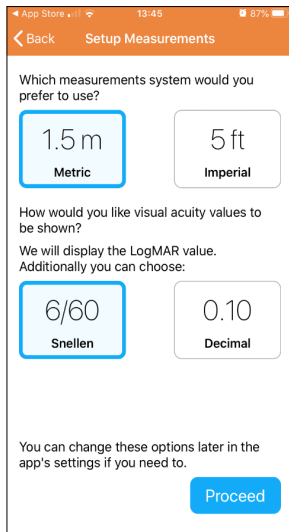 App Store 13:45 87%
Back Setup Measurements
Which measurements system would you
prefer to use?
1.5 m 5 ft
Metric Imperial
How would you like visual acuity values to
be shown?
We will display the LogMAR value.
Additionally you can choose:
6/60 0.10
Snellen Decimal
You can change these options later in the
app's settings if you need to.
Proceed